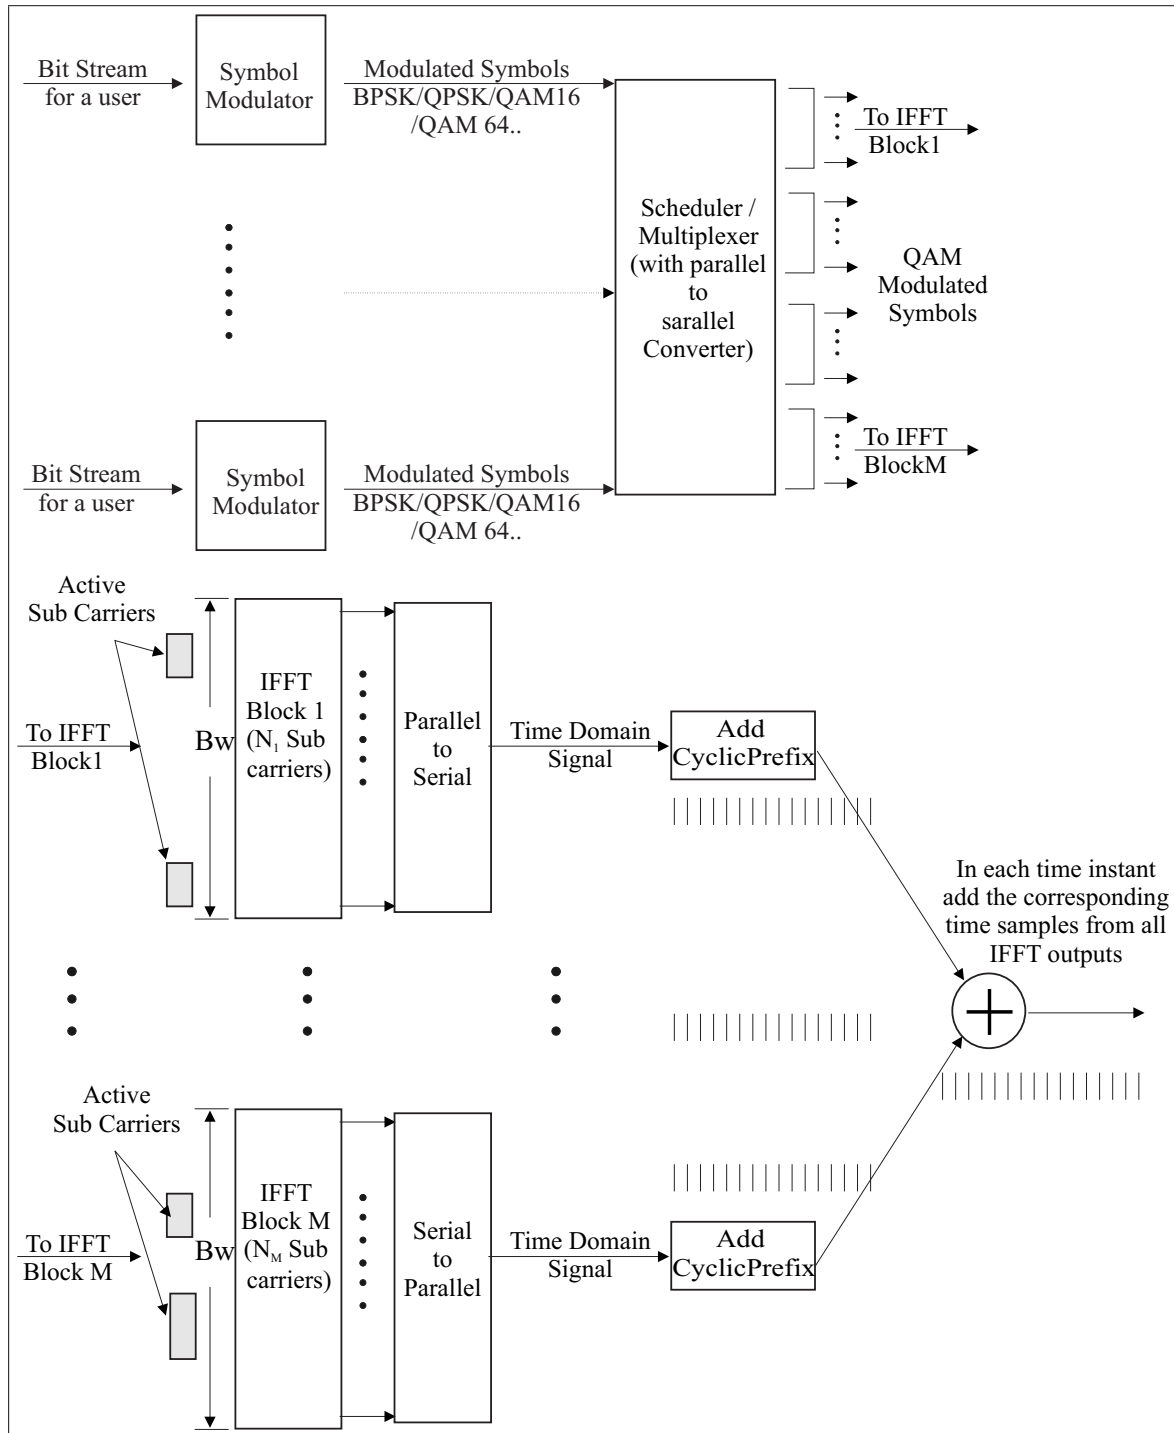 Bit Stream
for a user
Symbol
Modulator
Modulated Symbols
BPSK/QPSK/QAM16
/QAM 64..
To IFFT
Block1
Scheduler /
Multiplexer
(with parallel
to
sarallel
Converter)
QAM
Modulated
Symbols
Bit Stream
for a user
Symbol
Modulator
Modulated Symbols
BPSK/QPSK/QAM16
/QAM 64..
To IFFT
BlockM
Active
Sub Carriers
To IFFT
Block1
Bw
IFFT
Block 1
(N₁ Sub
carriers)
Parallel
to
Serial
Time Domain
Signal
Add
CyclicPrefix
In each time instant
add the corresponding
time samples from all
IFFT outputs
Active
Sub Carriers
To IFFT
Block M
Bw
IFFT
Block M
(N_M Sub
carriers)
Serial
to
Parallel
Time Domain
Signal
Add
CyclicPrefix